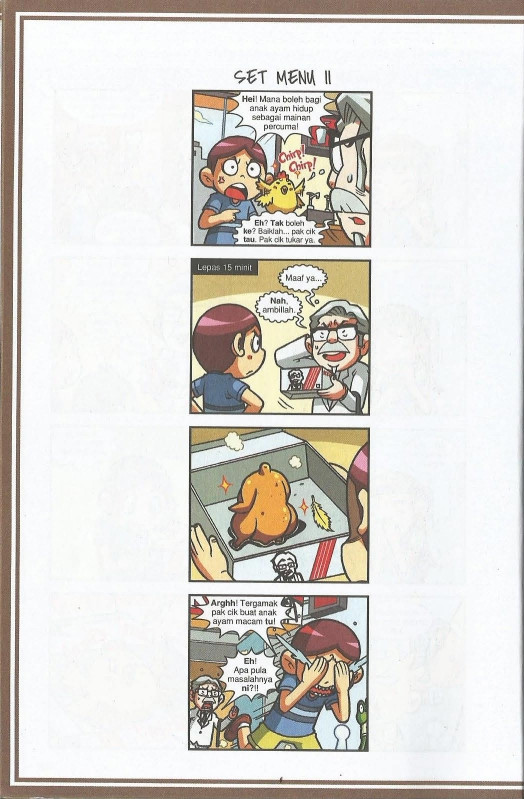 SET MENU II
Hei! Mana boleh bagi
anak ayam hidup
sebagai mainan
percuma!
Chirp!
Chirp!
Eh? Tak boleh
ke? Baiklah... pak cik
tau. Pak cik tukar ya.
Lepas 15 minit
Maaf ya...
Nah,
ambillah.
Arghh! Tergamak
pak cik buat anak
ayam macam tu!
Eh!
Apa pula
masalahnya
ni?!!